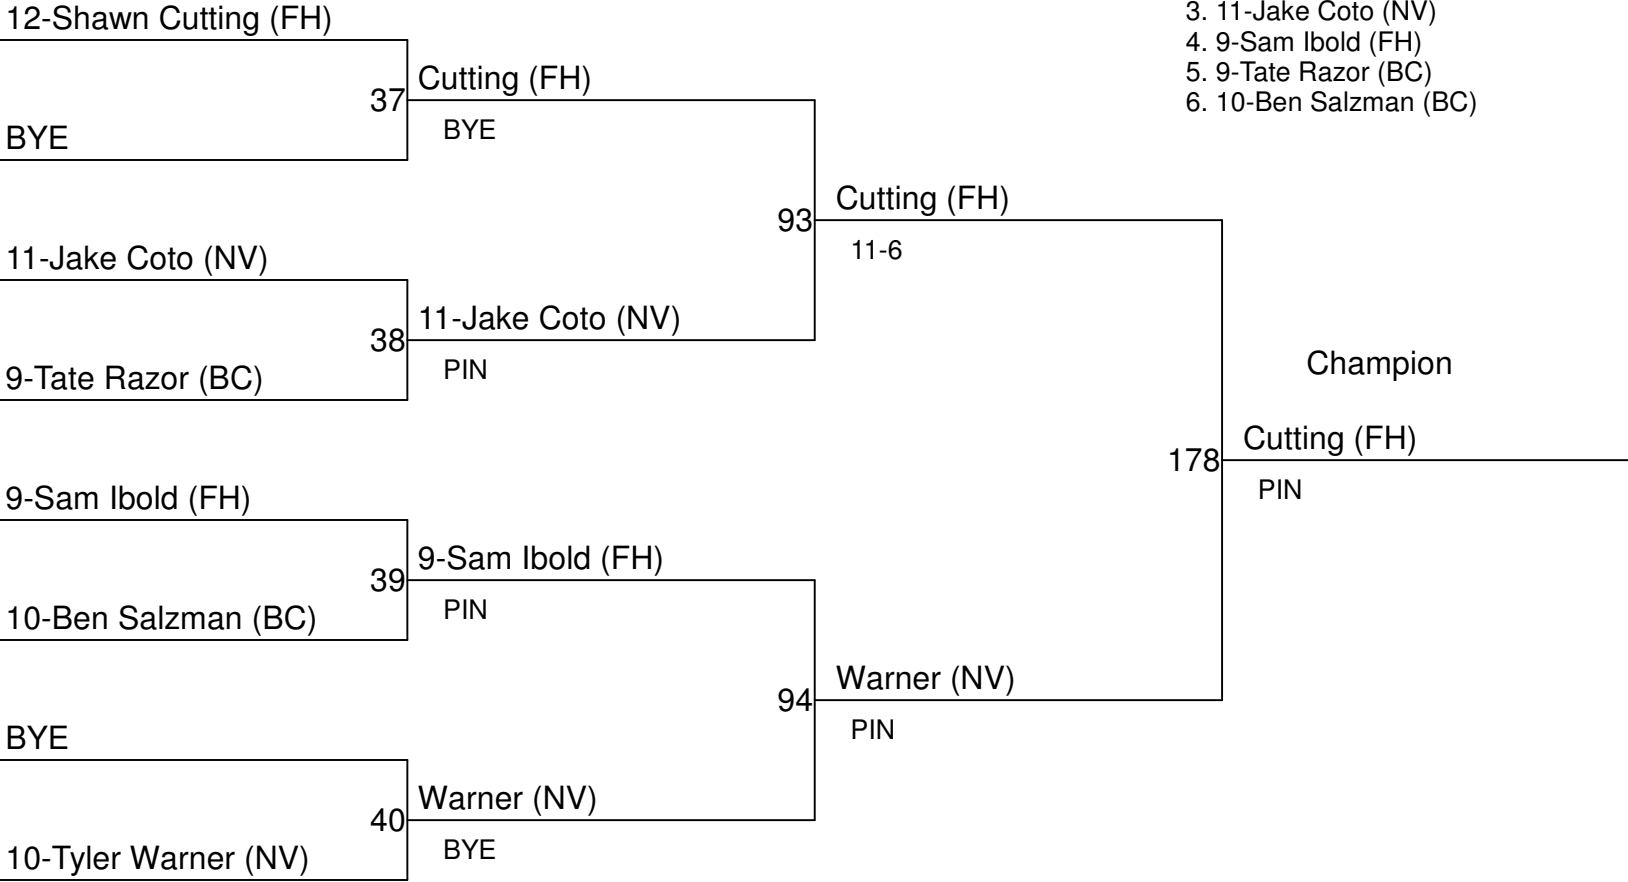 12-Shawn Cutting (FH)
3. 11-Jake Coto (NV)
4. 9-Sam Ibold (FH)
5. 9-Tate Razor (BC)
6. 10-Ben Salzman (BC)
37
Cutting (FH)
BYE
BYE
93
Cutting (FH)
11-6
11-Jake Coto (NV)
38
11-Jake Coto (NV)
PIN
9-Tate Razor (BC)
Champion
178
Cutting (FH)
PIN
9-Sam Ibold (FH)
39
9-Sam Ibold (FH)
PIN
10-Ben Salzman (BC)
94
Warner (NV)
PIN
BYE
40
Warner (NV)
BYE
10-Tyler Warner (NV)